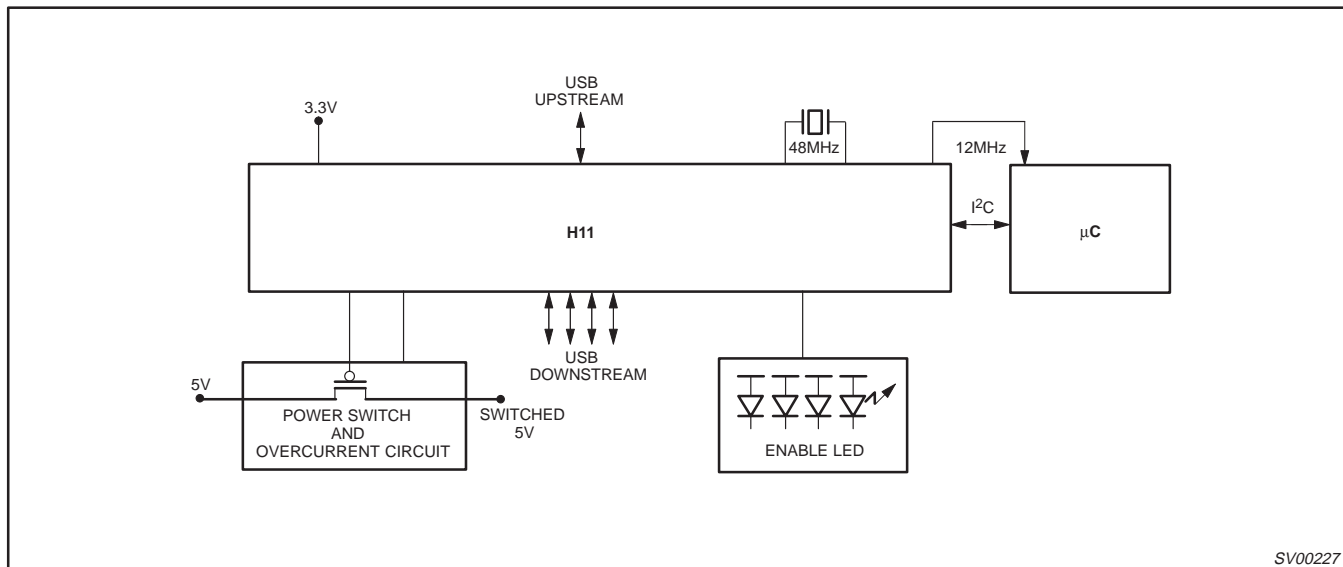 USB
UPSTREAM
3.3V
48MHz
12MHz
I²C
H11
µC
5V
POWER SWITCH
AND
OVERCURRENT CIRCUIT
SWITCHED
5V
USB
DOWNSTREAM
ENABLE LED
SV00227